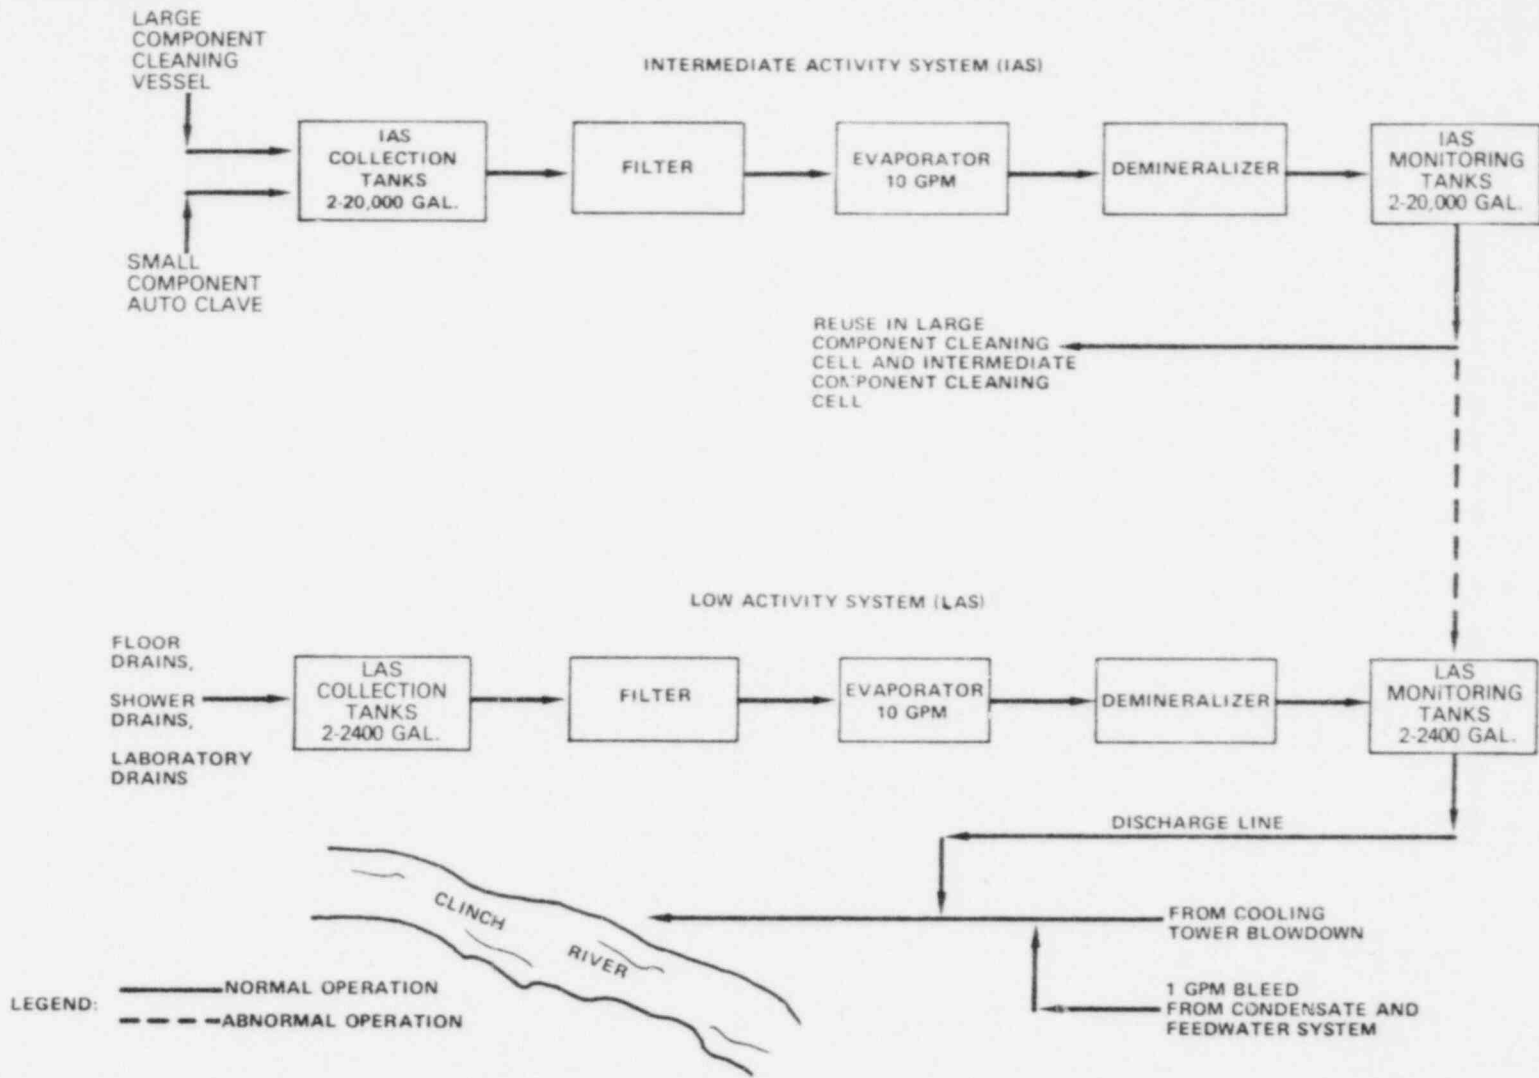 LARGE
COMPONENT
CLEANING
VESSEL
INTERMEDIATE ACTIVITY SYSTEM (IAS)
IAS
COLLECTION
TANKS
2-20,000 GAL.
FILTER
EVAPORATOR
10 GPM
DEMINERALIZER
IAS
MONITORING
TANKS
2-20,000 GAL.
SMALL
COMPONENT
AUTO CLAVE
REUSE IN LARGE
COMPONENT CLEANING
CELL AND INTERMEDIATE
COMPONENT CLEANING
CELL
LOW ACTIVITY SYSTEM (LAS)
FLOOR
DRAINS,
SHOWER
DRAINS,
LABORATORY
DRAINS
LAS
COLLECTION
TANKS
2-2400 GAL.
FILTER
EVAPORATOR
10 GPM
DEMINERALIZER
LAS
MONITORING
TANKS
2-2400 GAL.
DISCHARGE LINE
CLINCH
RIVER
FROM COOLING
TOWER BLOWDOWN
1 GPM BLEED
FROM CONDENSATE AND
FEEDWATER SYSTEM
LEGEND:
NORMAL OPERATION
ABNORMAL OPERATION